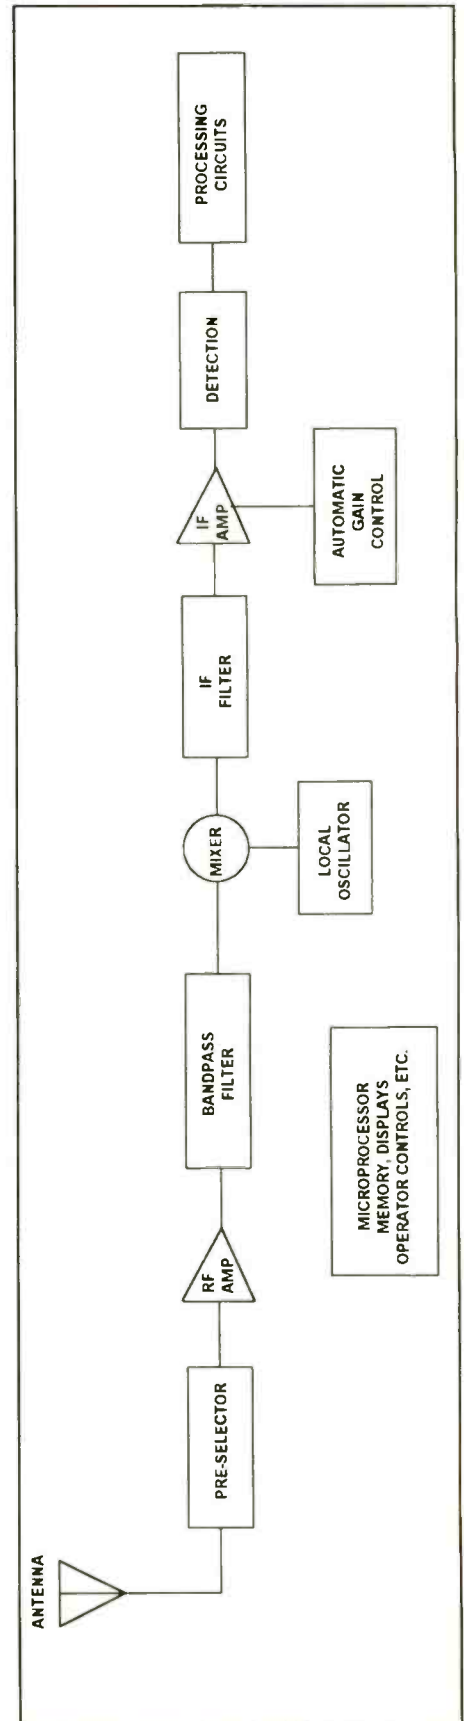 ANTENNA
PRE-SELECTOR
RF
AMP
BANDPASS
FILTER
MIXER
LOCAL
OSCILLATOR
IF
FILTER
IF
AMP
AUTOMATIC
GAIN
CONTROL
DETECTION
PROCESSING
CIRCUITS
MICROPROCESSOR
MEMORY, DISPLAYS
OPERATOR CONTROLS, ETC.